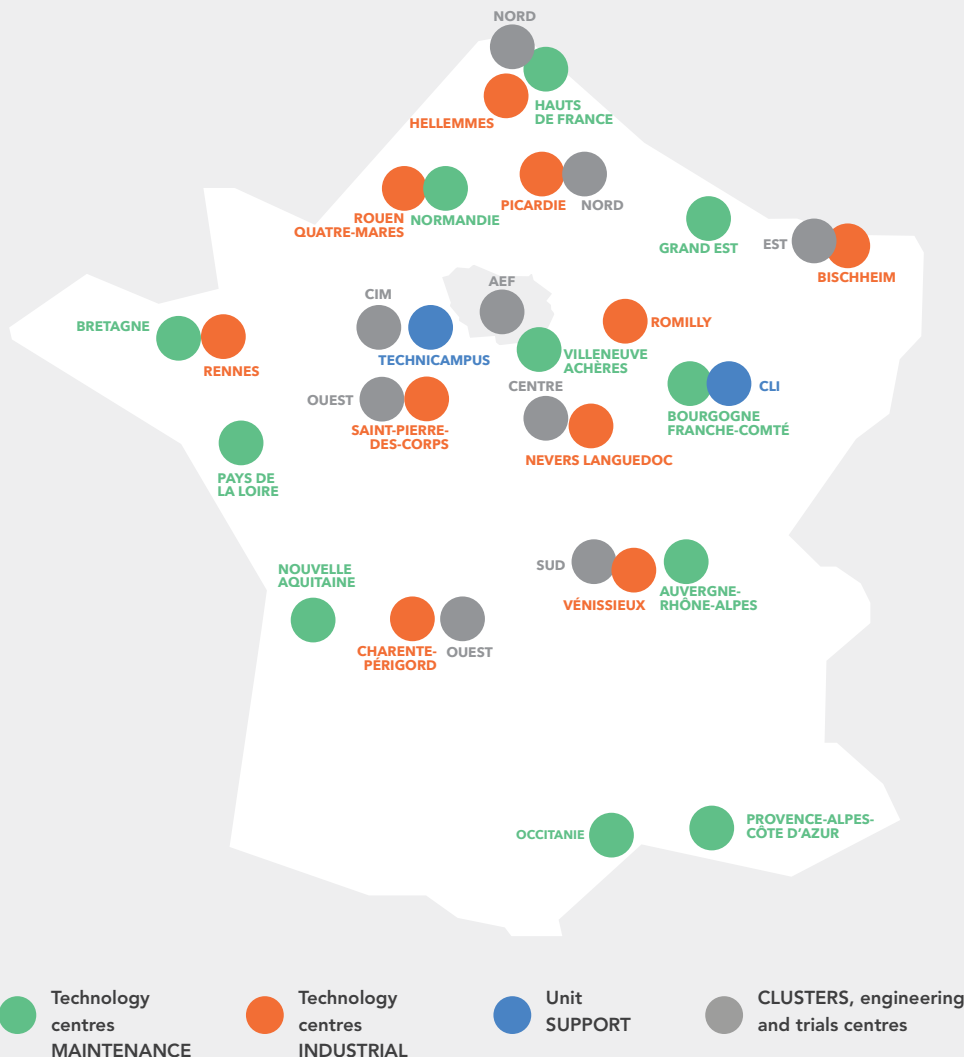 NORD
HAUTS
DE FRANCE
HELLEMMES
PICARDIE
NORD
ROUEN
QUATRE-MARES
NORMANDIE
GRAND EST
EST
BISCHHEIM
AEF
CIM
BRETAGNE
RENNES
TECHNICAMPUS
ROMILLY
VILLENEUVE
ACHÈRES
CENTRE
CLI
OUEST
SAINT-PIERRE-
DES-CORPS
BOURGOGNE
FRANCHE-COMTÉ
NEVERS LANGUEDOC
PAYS DE
LA LOIRE
SUD
NOUVELLE
AQUITAINE
VÉNISSIEUX
AUVERGNE-
RHÔNE-ALPES
CHARENTE-
PÉRIGORD
OUEST
OCCITANIE
PROVENCE-ALPES-
CÔTE D'AZUR
Technology
centres
MAINTENANCE
Technology
centres
INDUSTRIAL
Unit
SUPPORT
CLUSTERS, engineering
and trials centres